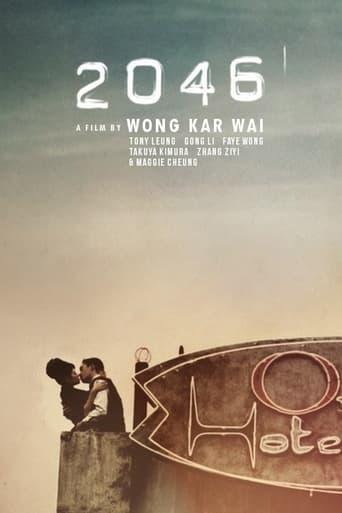 2046
A FILM BY WONG KAR WAI
TONY LEUNG GONG LI FAYE WONG
TAKUYA KIMURA ZHANG ZIYI
& MAGGIE CHEUNG
O
Hote